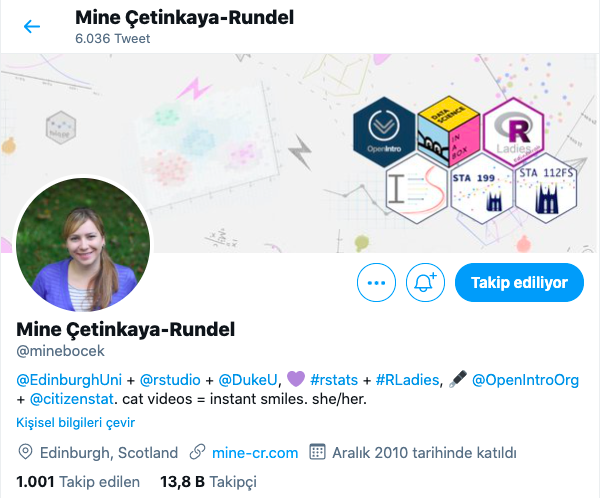 Mine Çetinkaya-Rundel
6.036 Tweet
OpenIntro
DATA
SCIENCE
IN A
BOX
R
Ladies
I S
STA 199
STA 112FS
Takip ediliyor
Mine Çetinkaya-Rundel
@minebocek
@EdinburghUni + @rstudio + @DukeU, 💜 #rstats + #RLadies, 🖋 @OpenIntroOrg
+ @citizenstat. cat videos = instant smiles. she/her.
Kişisel bilgileri çevir
Edinburgh, Scotland mine-cr.com Aralık 2010 tarihinde katıldı
1.001 Takip edilen 13,8 B Takipçi